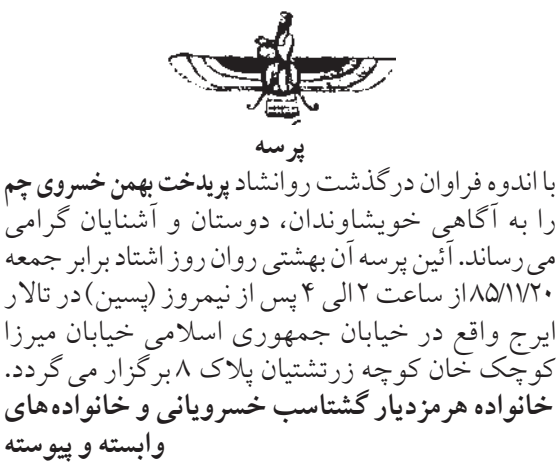 پرسه
با اندوه فراوان درگذشت روانشاد پریدخت بهمن خسروی چم
را به آگاهی خویشاوندان، دوستان و آشنایان گرامی
می‌رساند. آئین پرسه آن بهشتی روان روز اشتاد برابر جمعه
۸۵/۱۱/۲۰ از ساعت ۲ الی ۴ پس از نیمروز (پسین) در تالار
ایرج واقع در خیابان جمهوری اسلامی خیابان میرزا
کوچک خان کوچه زرتشتیان پلاک ۸ برگزار می گردد.
خانواده هرمزدیار گشتاسب خسرویانی و خانواده‌های
وابسته و پیوسته